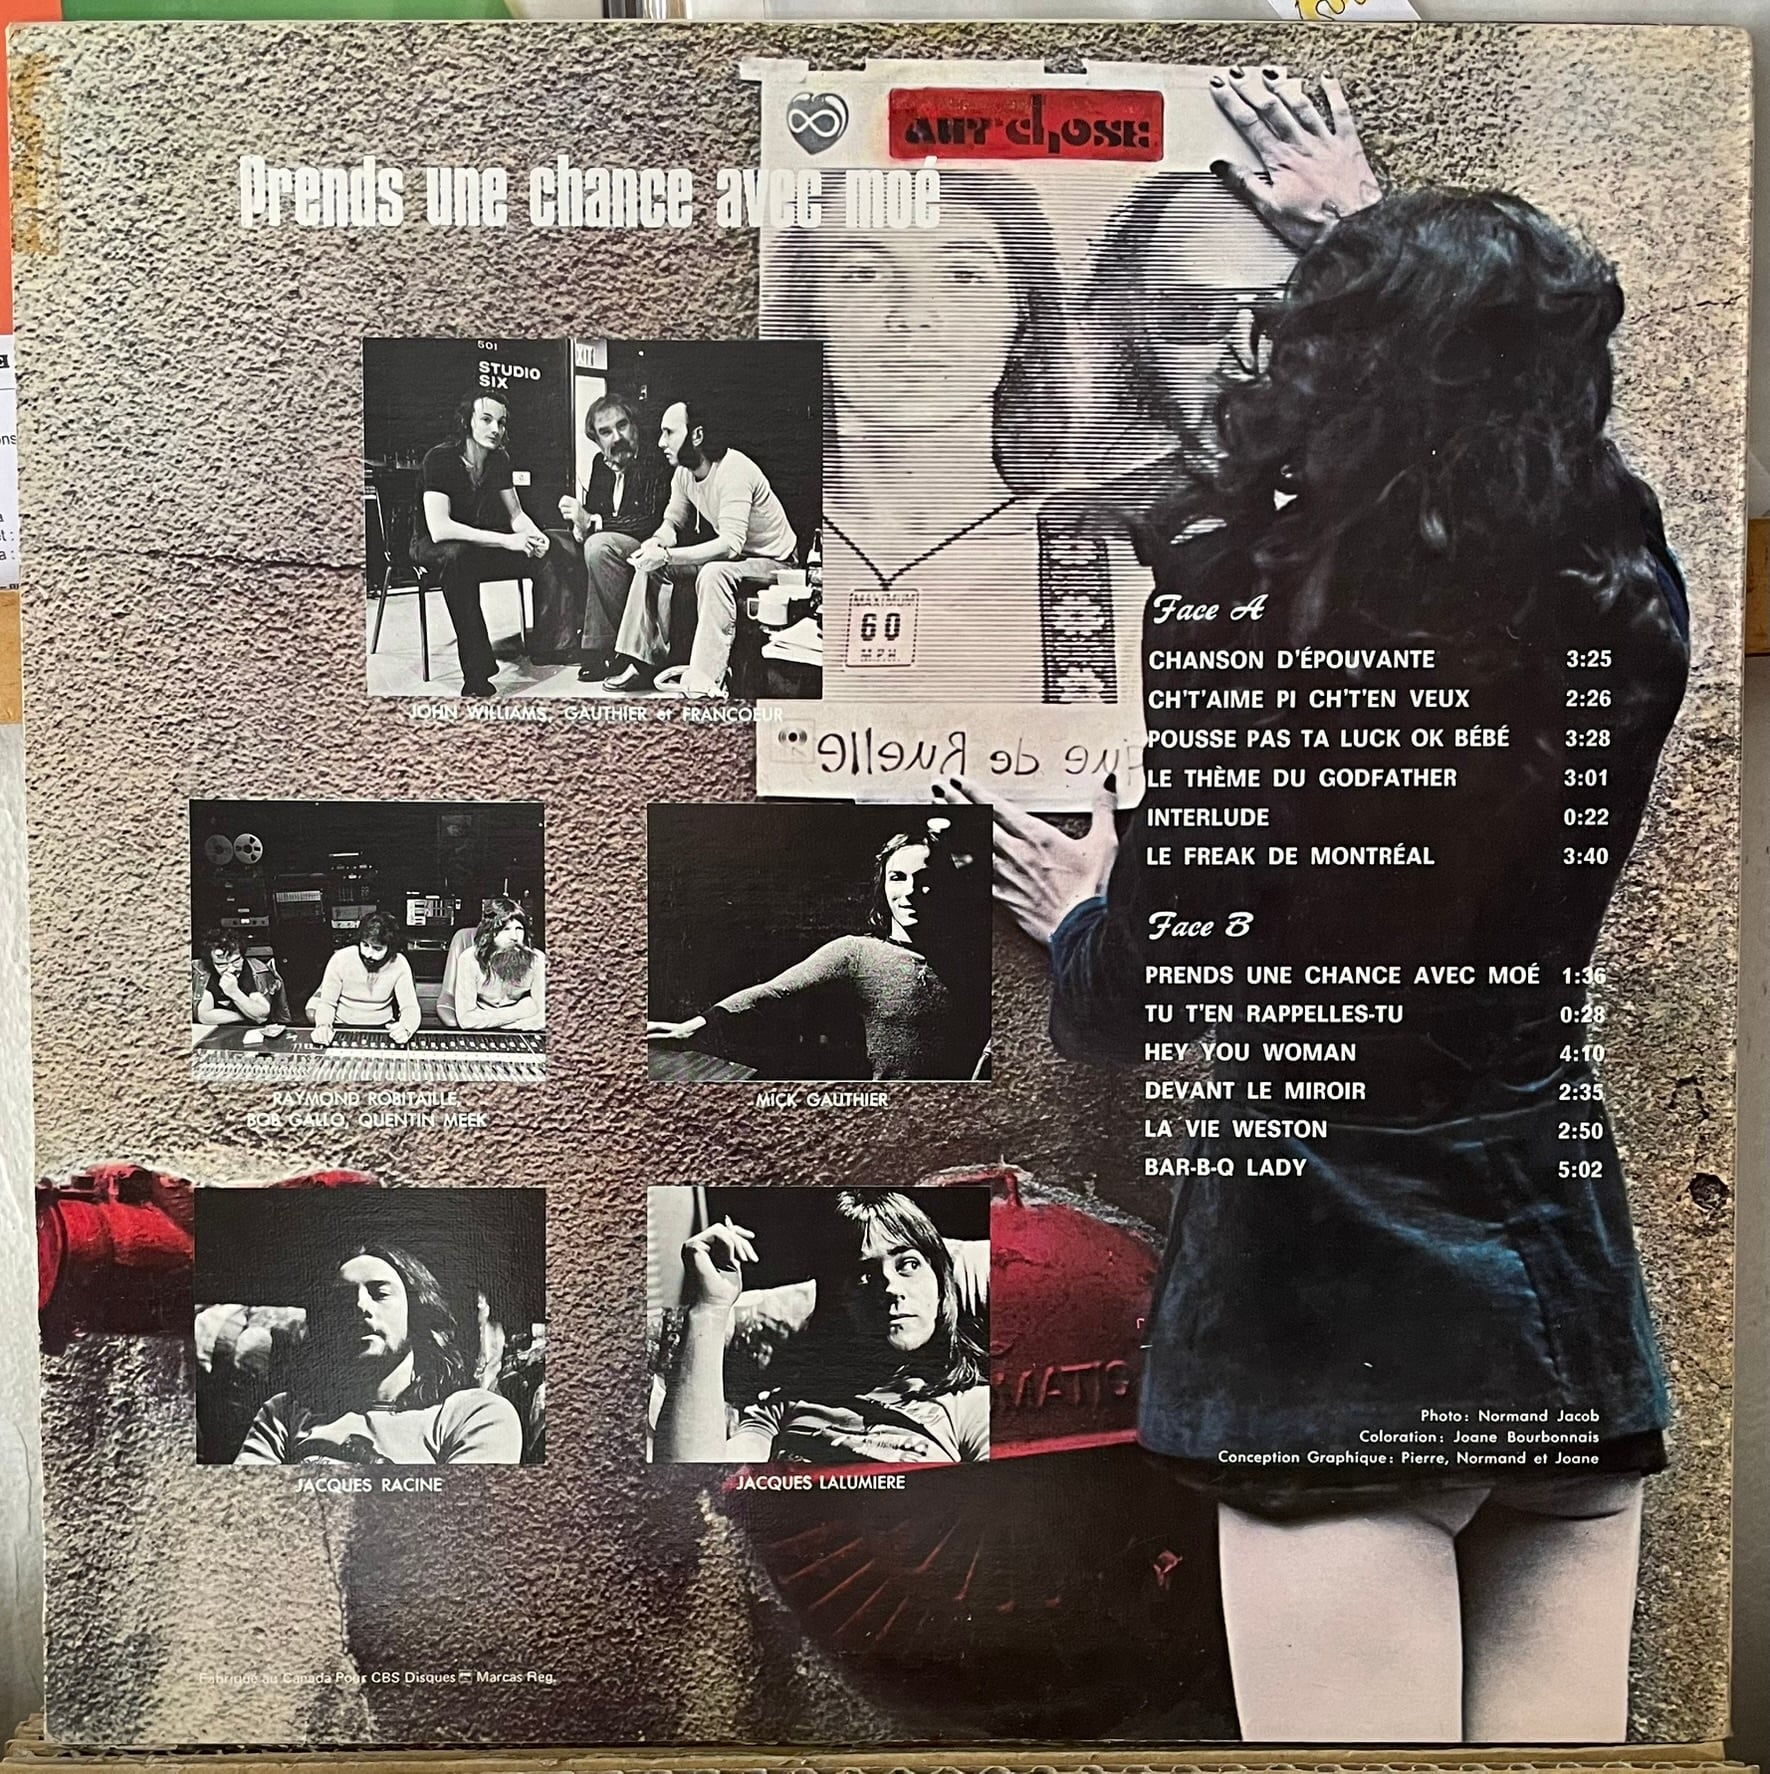 aut'chose
Prends une chance avec moé
501
STUDIO
SIX
EXIT
MAXIMUM
60
M.P.H.
JOHN WILLIAMS, GAUTHIER et FRANCOEUR
Fine de Ruelle
RAYMOND ROBITAILLE,
BOB GALLO, QUENTIN MEEK
MICK GAUTHIER
JACQUES RACINE
JACQUES LALUMIERE
Face A
CHANSON D'ÉPOUVANTE 3:25
CH'T'AIME PI CH'T'EN VEUX 2:26
POUSSE PAS TA LUCK OK BÉBÉ 3:28
LE THÈME DU GODFATHER 3:01
INTERLUDE 0:22
LE FREAK DE MONTRÉAL 3:40
Face B
PRENDS UNE CHANCE AVEC MOÉ 1:36
TU T'EN RAPPELLES-TU 0:28
HEY YOU WOMAN 4:10
DEVANT LE MIROIR 2:35
LA VIE WESTON 2:50
BAR-B-Q LADY 5:02
Photo: Normand Jacob
Coloration: Joane Bourbonnais
Conception Graphique: Pierre, Normand et Joane
Fabriqué au Canada Pour CBS Disques Marcas Reg.